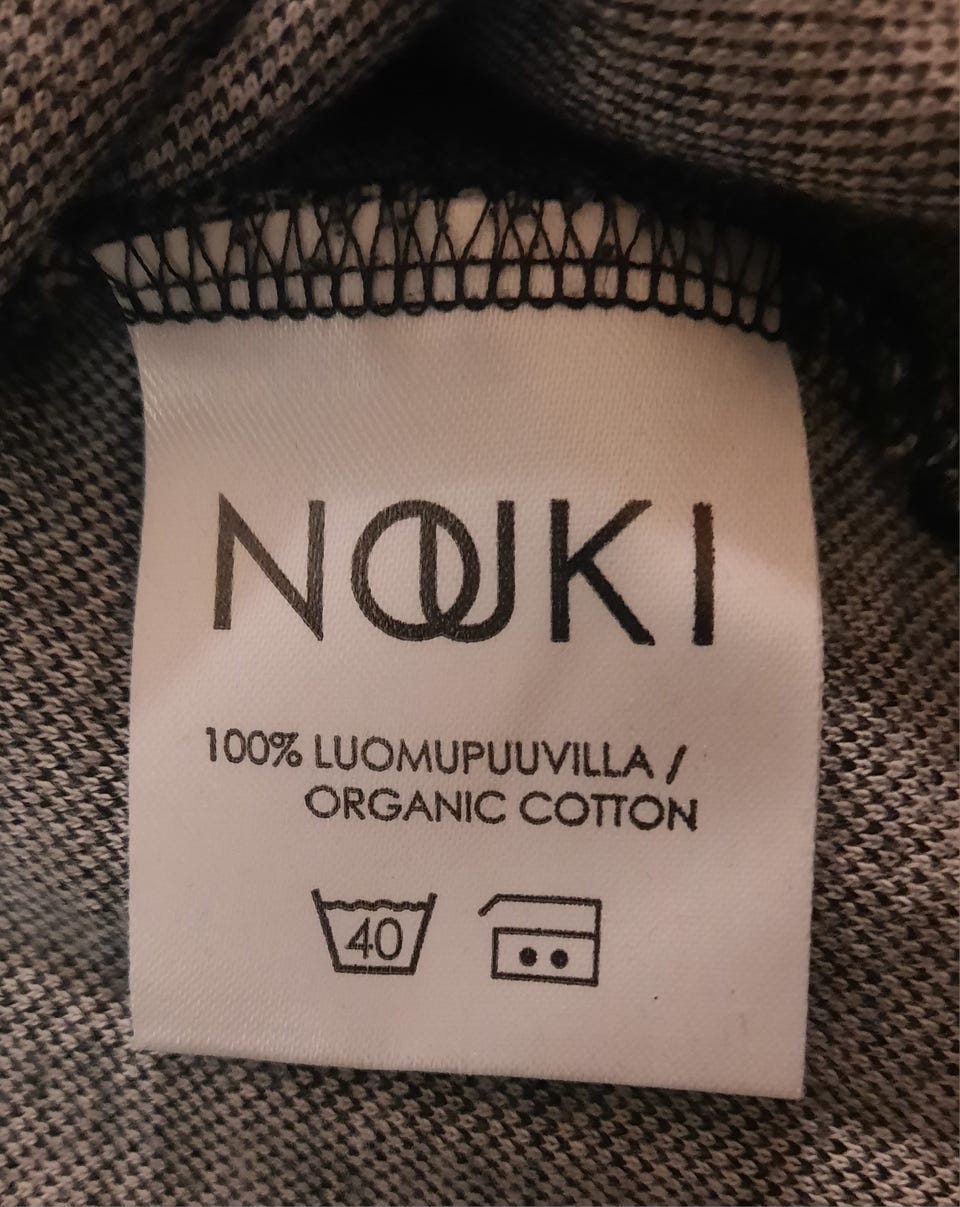 NOUKI
100% LUOMUPUUVILLA /
ORGANIC COTTON
40